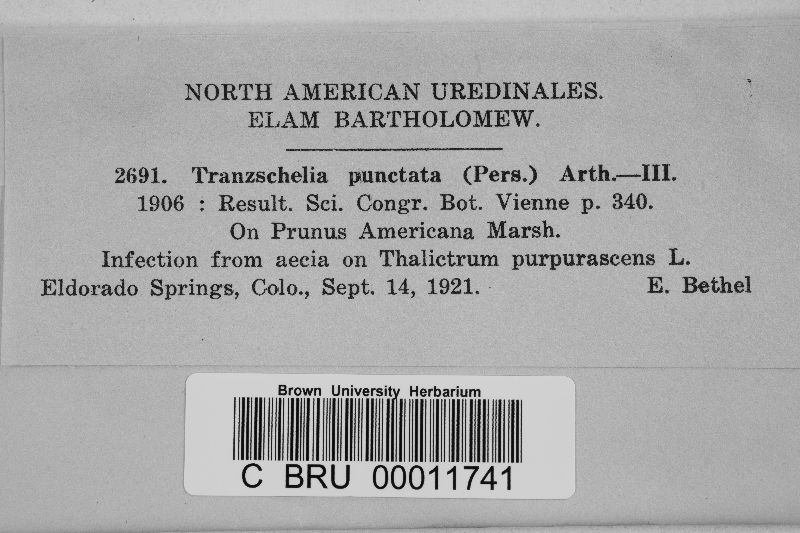 NORTH AMERICAN UREDINALES.
ELAM BARTHOLOMEW.
2691. Tranzschelia punctata (Pers.) Arth.—III.
1906 : Result. Sci. Congr. Bot. Vienne p. 340.
On Prunus Americana Marsh.
Infection from aecia on Thalictrum purpurascens L.
Eldorado Springs, Colo., Sept. 14, 1921. E. Bethel
Brown University Herbarium
C BRU 00011741